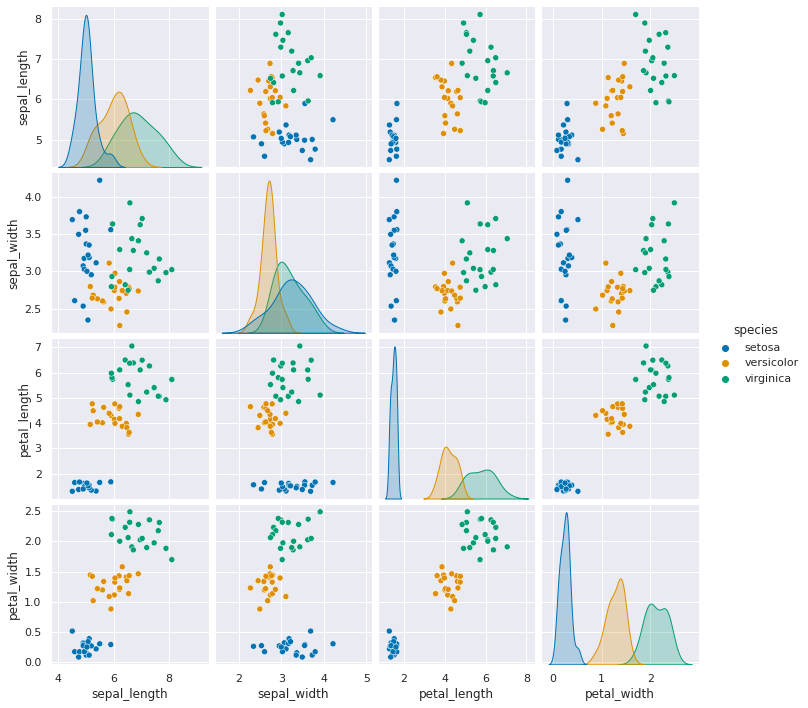 8
7
6
5
sepal_length
4.0
3.5
3.0
2.5
sepal_width
7
6
5
4
3
2
petal_length
2.5
2.0
1.5
1.0
0.5
0.0
petal_width
4 6 8
sepal_length
2 3 4 5
sepal_width
2 4 6 8
petal_length
0 1 2
petal_width
species
setosa
versicolor
virginica